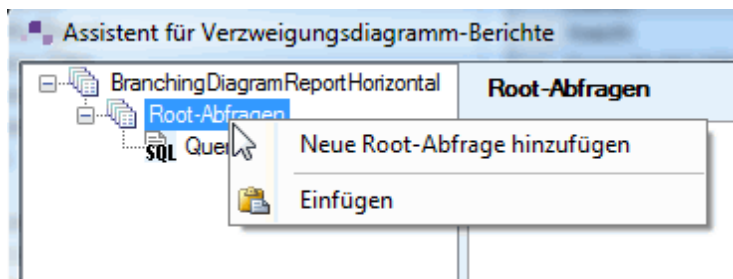 Assistent für Verzweigungsdiagramm-Berichte
BranchingDiagramReportHorizontal
Root-Abfragen
Root-Abfragen
SQL
Neue Root-Abfrage hinzufügen
Einfügen